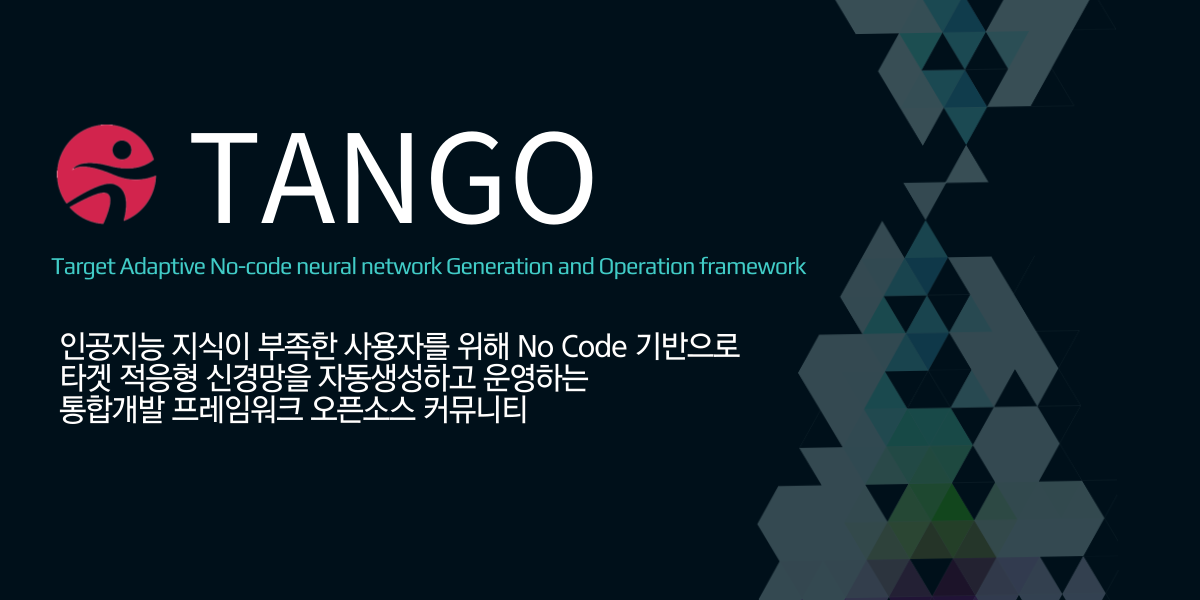 TANGO
Target Adaptive No-code neural network Generation and Operation framework
인공지능 지식이 부족한 사용자를 위해 No Code 기반으로
타겟 적응형 신경망을 자동생성하고 운영하는
통합개발 프레임워크 오픈소스 커뮤니티